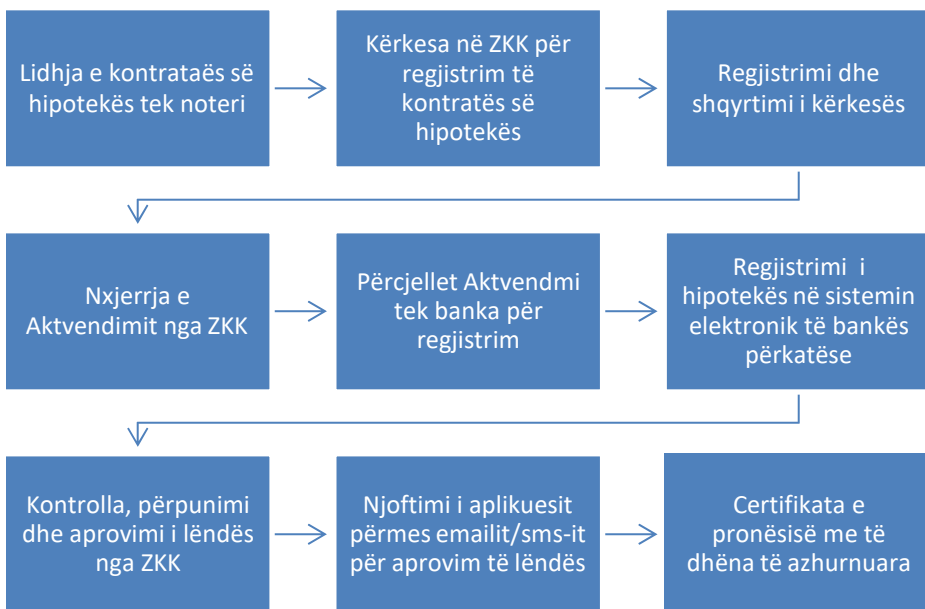 Lidhja e kontrataës së
hipotekës tek noteri
Kërkesa në ZKK për
regjistrim të
kontratës së
hipotekës
Regjistrimi dhe
shqyrtimi i kërkesës
Nxjerrja e
Aktvendimit nga ZKK
Përcjellet Aktvendmi
tek banka për
regjistrim
Regjistrimi i
hipotekës në sistemin
elektronik të bankës
përkatëse
Kontrolla, përpunimi
dhe aprovimi i lëndës
nga ZKK
Njoftimi i aplikuesit
përmes emailit/sms-it
për aprovim të lëndës
Certifikata e
pronësisë me të
dhëna të azhurnuara